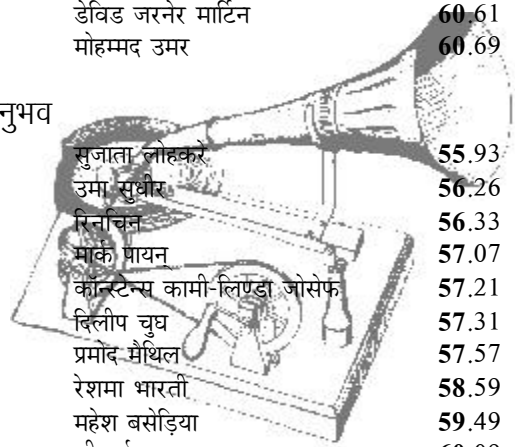 डेविड जरनेर मार्टिन 60.61
मोहम्मद उमर 60.69
नुभव
सुजाता लोहकरे 55.93
उमा सुधीर 56.26
रिनचिन 56.33
मार्क पायन् 57.07
कॉन्स्टेन्स कामी-लिण्डा जोसेफ 57.21
दिलीप चुघ 57.31
प्रमोद मैथिल 57.57
रेशमा भारती 58.59
महेश बसेड़िया 59.49